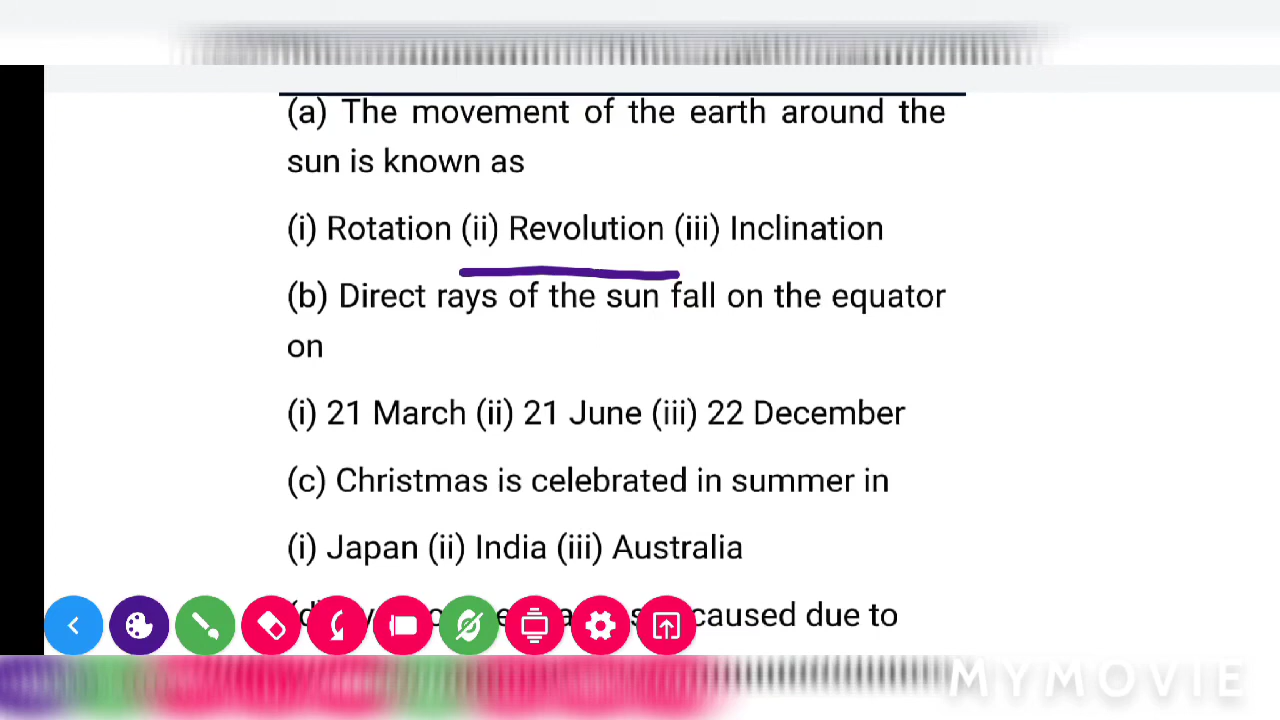 (a) The movement of the earth around the
sun is known as
(i) Rotation (ii) Revolution (iii) Inclination
(b) Direct rays of the sun fall on the equator
on
(i) 21 March (ii) 21 June (iii) 22 December
(c) Christmas is celebrated in summer in
(i) Japan (ii) India (iii) Australia
caused due to
MYMOVIE